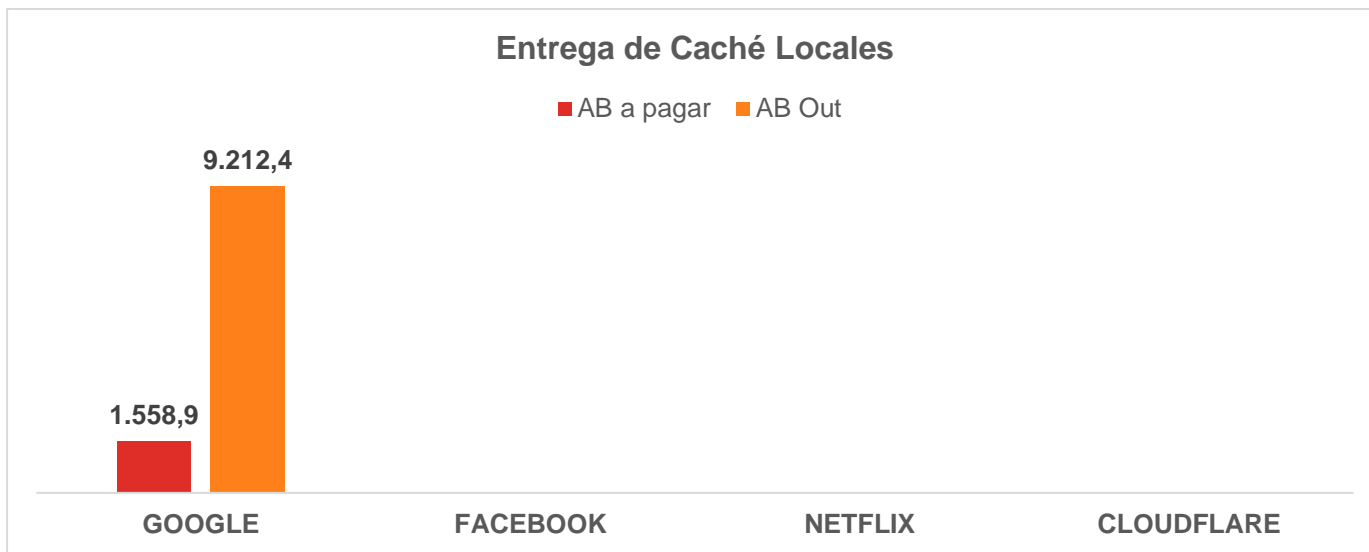 Entrega de Caché Locales
AB a pagar AB Out
9.212,4
1.558,9
GOOGLE FACEBOOK NETFLIX CLOUDFLARE